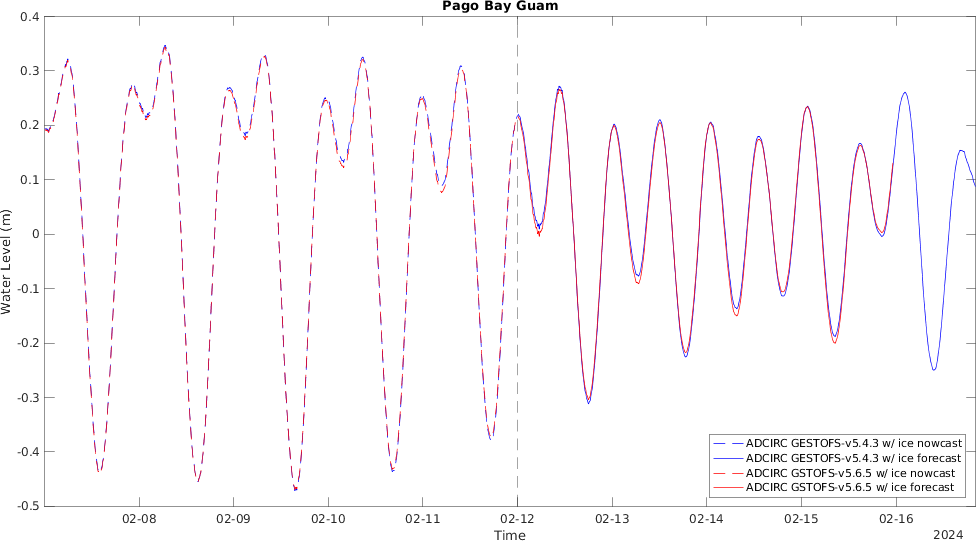 Pago Bay Guam
0.4
0.3
0.2
0.1
0
-0.1
-0.2
-0.3
-0.4
-0.5
Water Level (m)
ADCIRC GESTOFS-v5.4.3 w/ ice nowcast
ADCIRC GESTOFS-v5.4.3 w/ ice forecast
ADCIRC GSTOFS-v5.6.5 w/ ice nowcast
ADCIRC GSTOFS-v5.6.5 w/ ice forecast
02-08 02-09 02-10 02-11 02-12 02-13 02-14 02-15 02-16
Time
2024